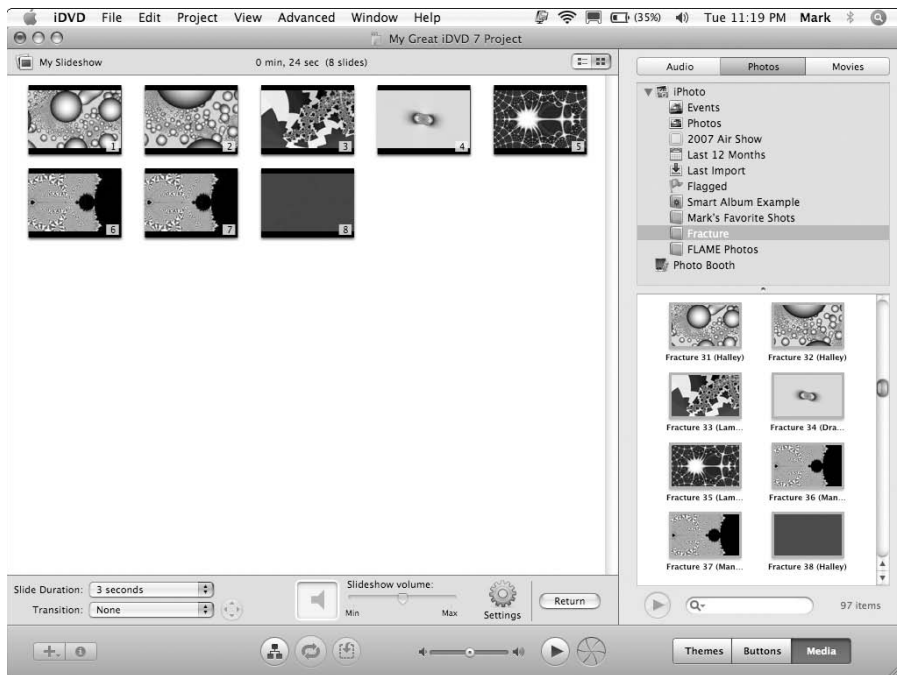 iDVD File Edit Project View Advanced Window Help (35%) Tue 11:19 PM Mark
My Great iDVD 7 Project
My Slideshow 0 min, 24 sec (8 slides)
1 2 3 4 5
6 7 8
Slide Duration: 3 seconds
Transition: None
Slideshow volume:
Min Max
Settings
Return
Audio Photos Movies
iPhoto
Events
Photos
2007 Air Show
Last 12 Months
Last Import
Flagged
Smart Album Example
Mark's Favorite Shots
Fracture
FLAME Photos
Photo Booth
Fracture 31 (Halley) Fracture 32 (Halley)
Fracture 33 (Lam... Fracture 34 (Dra...
Fracture 35 (Lam... Fracture 36 (Man...
Fracture 37 (Man... Fracture 38 (Halley)
97 items
Themes Buttons Media